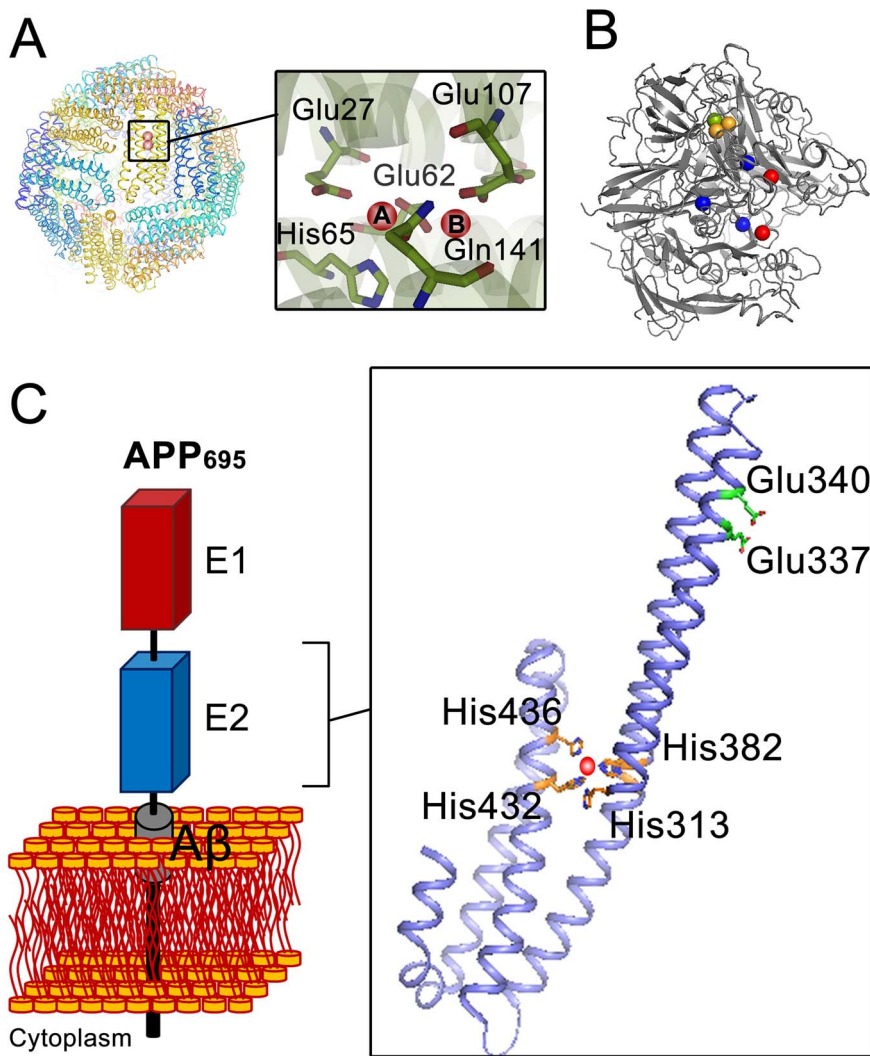 A
B
Glu27
Glu107
Glu62
A
B
His65
Gln141
C
APP695
E1
E2
Aβ
Cytoplasm
Glu340
Glu337
His436
His382
His432
His313